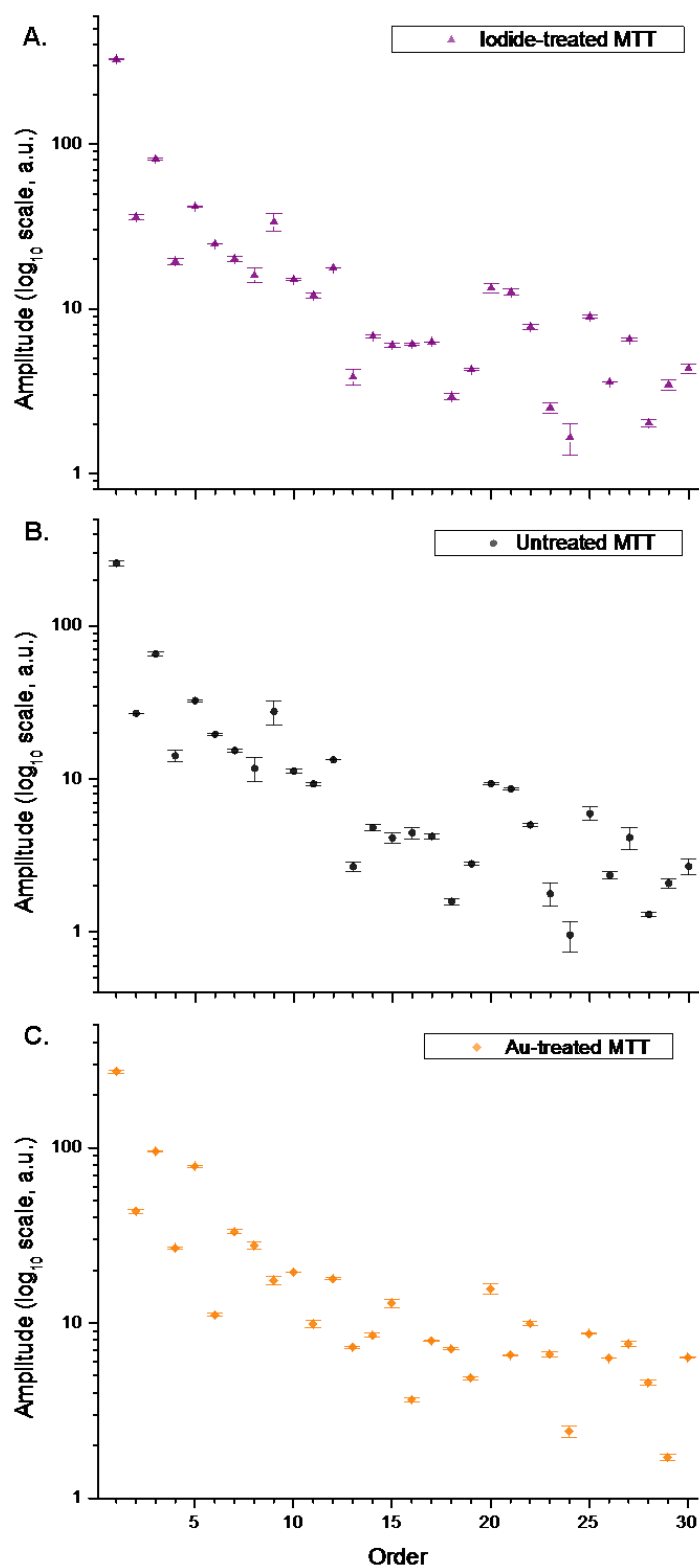 A.
Iodide-treated MTT
Amplitude (log10 scale, a.u.)
100
10
1
B.
Untreated MTT
Amplitude (log10 scale, a.u.)
100
10
1
C.
Au-treated MTT
Amplitude (log10 scale, a.u.)
100
10
1
5 10 15 20 25 30
Order